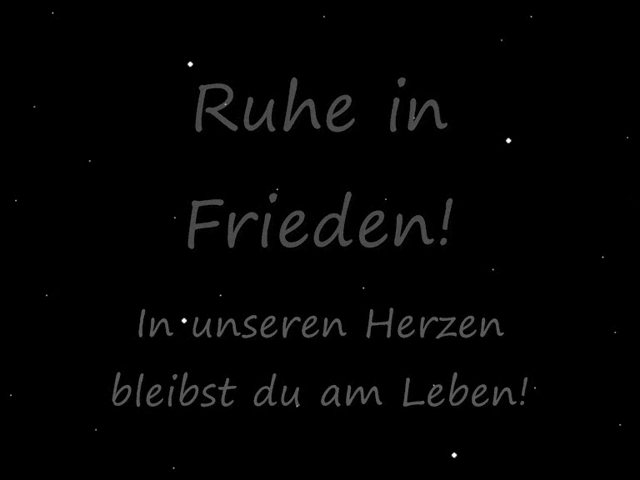 Ruhe in
Frieden!
In unseren Herzen
bleibst du am Leben!